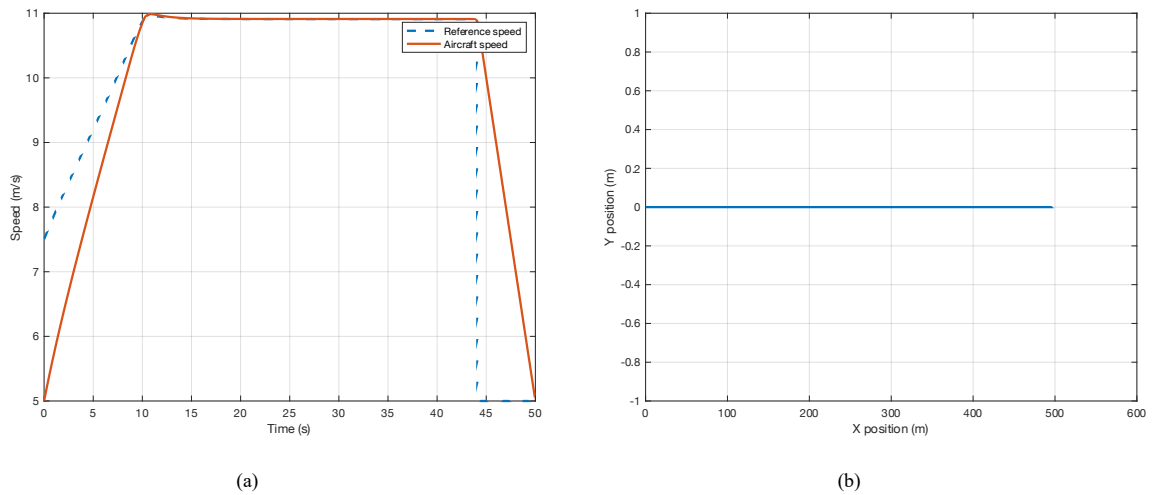 11
10
9
8
7
6
5
Speed (m/s)
Reference speed
Aircraft speed
0 5 10 15 20 25 30 35 40 45 50
Time (s)
(a)
1
0.8
0.6
0.4
0.2
0
-0.2
-0.4
-0.6
-0.8
-1
Y position (m)
0 100 200 300 400 500 600
X position (m)
(b)